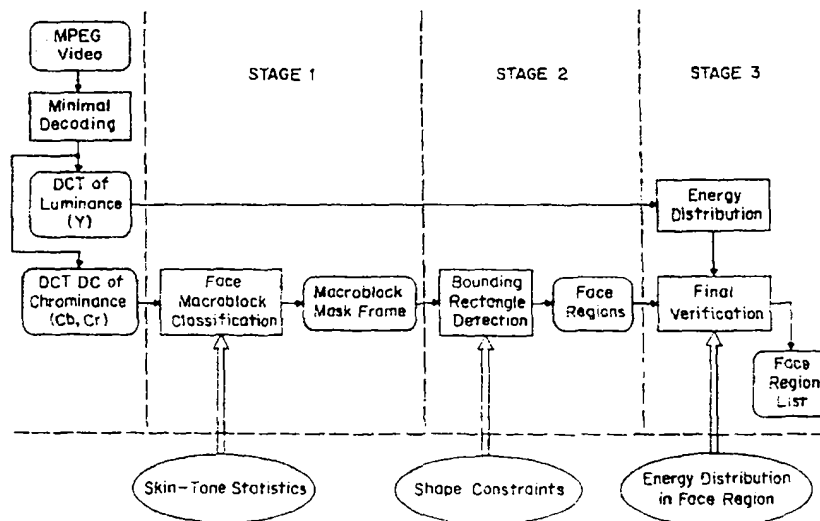 MPEG
Video
STAGE 1
STAGE 2
STAGE 3
Minimal
Decoding
DCT of
Luminance
(Y)
Energy
Distribution
DCT DC of
Chrominance
(Cb, Cr)
Face
Macroblock
Classification
Macroblock
Mask Frame
Bounding
Rectangle
Detection
Face
Regions
Final
Verification
Face
Region
List
Skin-Tone Statistics
Shape Constraints
Energy Distribution
in Face Region